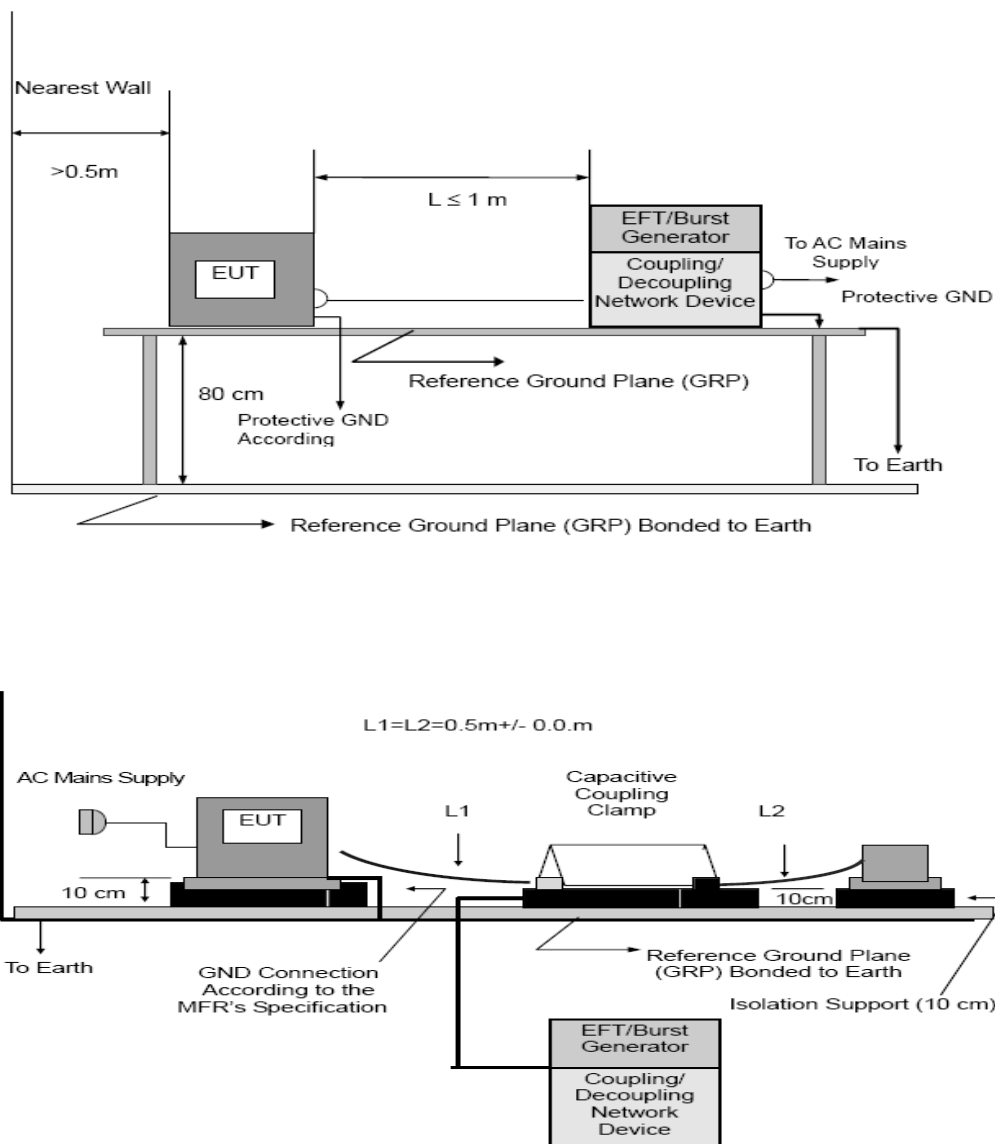 Nearest Wall
>0.5m
L ≤ 1 m
EUT
EFT/Burst
Generator
Coupling/
Decoupling
Network Device
To AC Mains
Supply
Protective GND
Reference Ground Plane (GRP)
80 cm
Protective GND
According
To Earth
Reference Ground Plane (GRP) Bonded to Earth
L1=L2=0.5m+/- 0.0.m
AC Mains Supply
EUT
L1
Capacitive
Coupling
Clamp
L2
10 cm
10cm
To Earth
GND Connection
According to the
MFR's Specification
Reference Ground Plane
(GRP) Bonded to Earth
Isolation Support (10 cm)
EFT/Burst
Generator
Coupling/
Decoupling
Network
Device